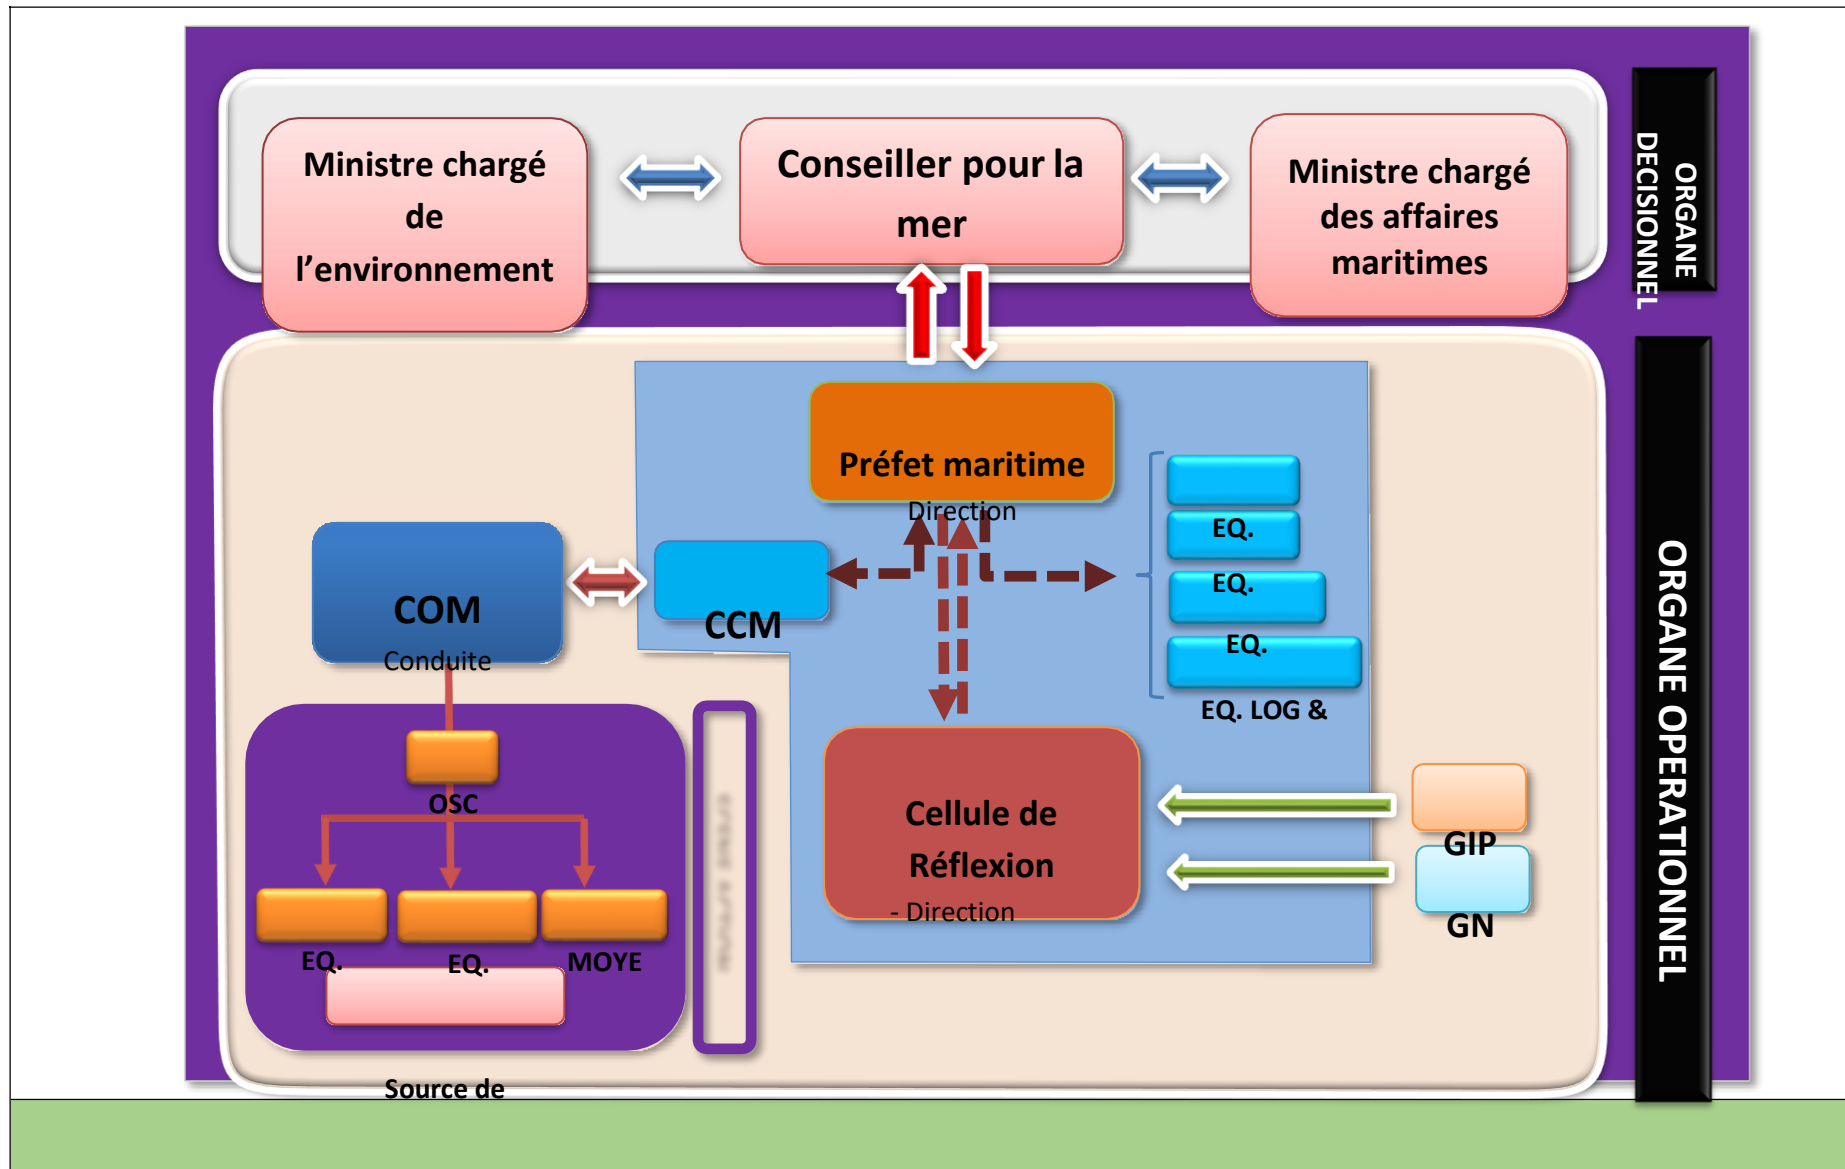 Ministre chargé
de
l’environnement
Conseiller pour la
mer
Ministre chargé
des affaires
maritimes
ORGANE
DECISIONNEL
Préfet maritime
Direction
EQ.
EQ.
EQ.
EQ. LOG &
COM
Conduite
CCM
OSC
EQ.
EQ.
MOYE
Source de
Cellule de
Réflexion
- Direction
GIP
GN
ORGANE OPERATIONNEL